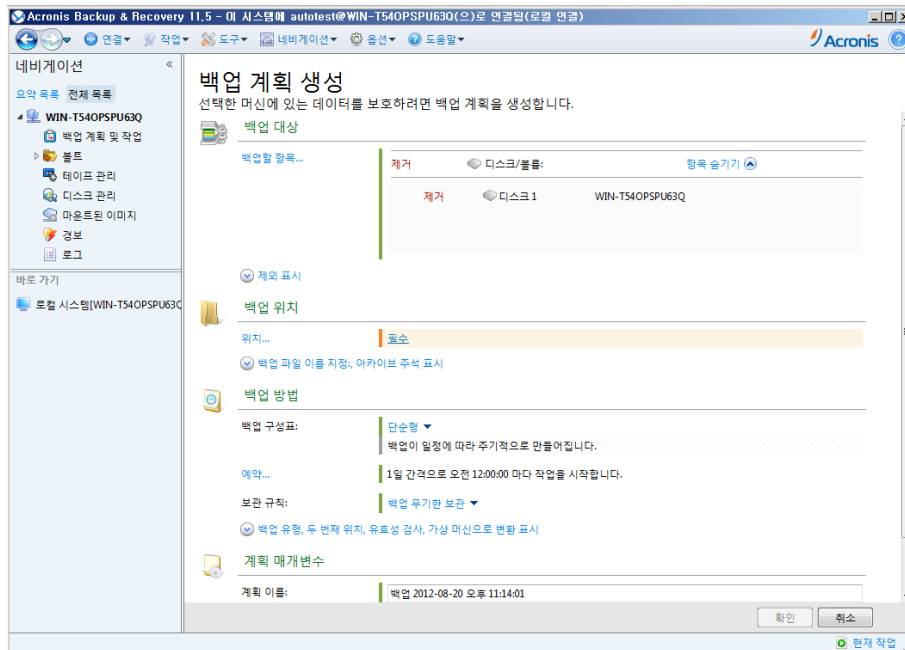 Acronis Backup & Recovery 11.5 - 이 시스템에 autotest@WIN-T54OPSPU63Q(으)로 연결됨(로컬 연결)
연결 작업 도구 네비게이션 옵션 도움말 Acronis
네비게이션
요약 목록 전체 목록
WIN-T54OPSPU63Q
백업 계획 및 작업
볼트
테이프 관리
디스크 관리
마운트된 이미지
경보
로그
바로 가기
로컬 시스템[WIN-T54OPSPU63Q
백업 계획 생성
선택한 머신에 있는 데이터를 보호하려면 백업 계획을 생성합니다.
백업 대상
백업할 항목... 제거 디스크/볼륨: 항목 숨기기
제거 디스크 1 WIN-T54OPSPU63Q
제외 표시
백업 위치
위치... 필수
백업 파일 이름 지정:, 아카이브 주석 표시
백업 방법
백업 구성표: 단순형
백업이 일정에 따라 주기적으로 만들어집니다.
예약... 1일 간격으로 오전 12:00:00 마다 작업을 시작합니다.
보관 규칙: 백업 무기한 보관
백업 유형, 두 번째 위치, 유효성 검사, 가상 머신으로 변환 표시
계획 매개변수
계획 이름: 백업 2012-08-20 오후 11:14:01
확인 취소
현재 작업